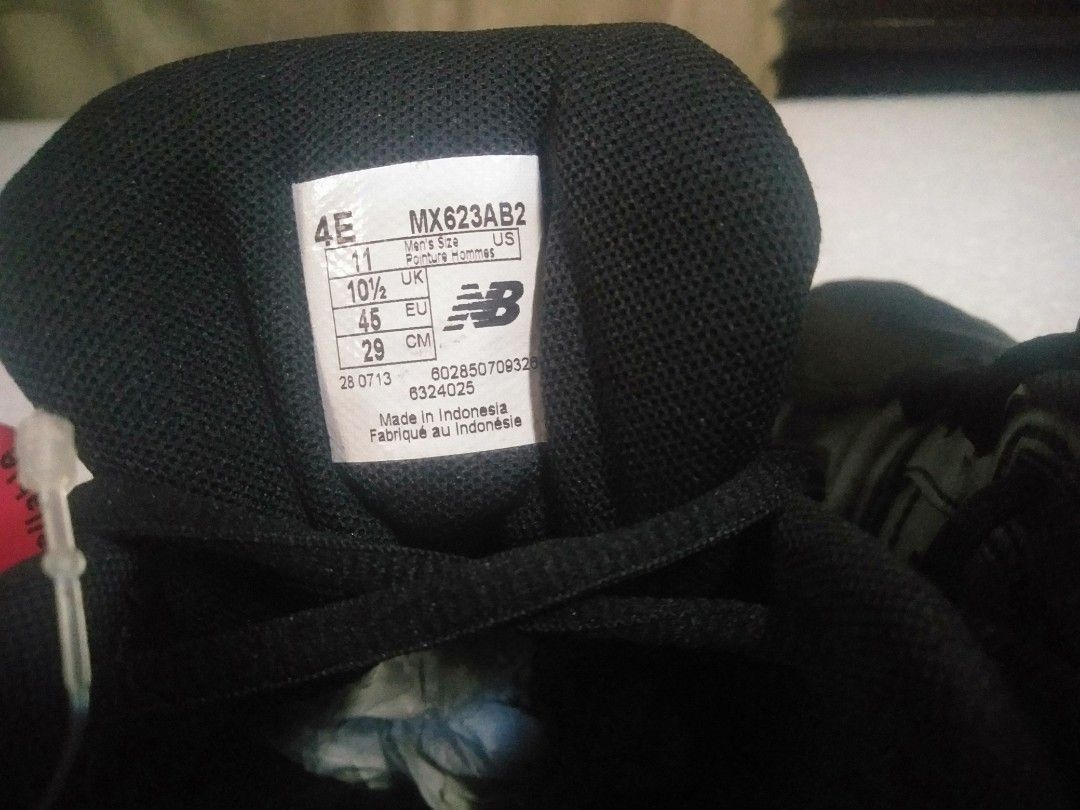 4E MX623AB2
11 Men's Size US
Pointure Hommes
10½ UK
45 EU
NB
29 CM
28 0713 602850709326
6324025
Made in Indonesia
Fabriqué au Indonésie